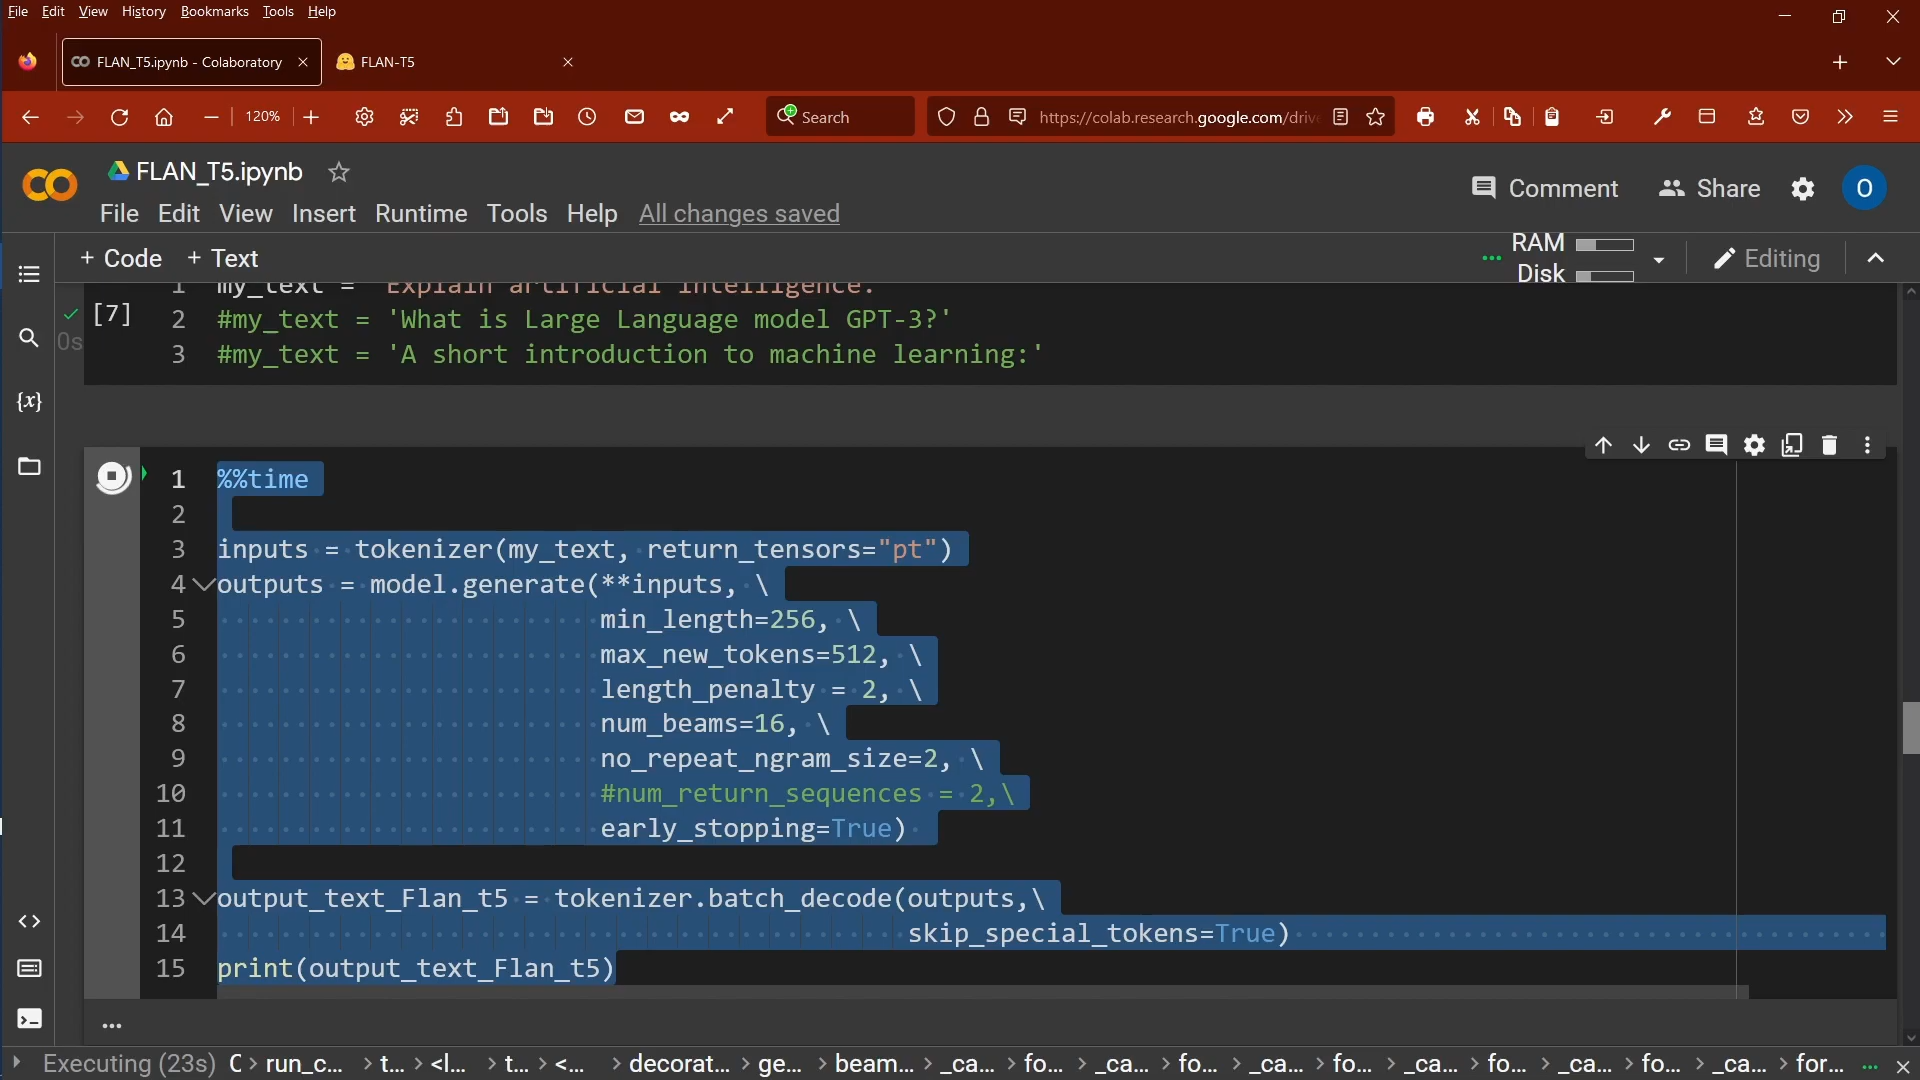 File Edit View History Bookmarks Tools Help
FLAN_T5.ipynb - Colaboratory
FLAN-T5
120%
Search
https://colab.research.google.com/driv
FLAN_T5.ipynb
Comment Share O
File Edit View Insert Runtime Tools Help All changes saved
+ Code + Text
RAM
Disk
Editing
1 my_text = 'Explain artificial intelligence.
[7] 2 #my_text = 'What is Large Language model GPT-3?'
0s
3 #my_text = 'A short introduction to machine learning:'
1 %%time
2
3 inputs = tokenizer(my_text, return_tensors="pt")
4 outputs = model.generate(**inputs, \
5 min_length=256, \
6 max_new_tokens=512, \
7 length_penalty = 2, \
8 num_beams=16, \
9 no_repeat_ngram_size=2, \
10 #num_return_sequences = 2,\
11 early_stopping=True)
12
13 output_text_Flan_t5 = tokenizer.batch_decode(outputs,\
14 skip_special_tokens=True)
15 print(output_text_Flan_t5)
...
Executing (23s) C > run_c... > t... > <l... > t... > <... > decorat... > ge... > beam... > _ca... > fo... > _ca... > fo... > _ca... > fo... > _ca... > fo... > _ca... > fo... > _ca... > for...